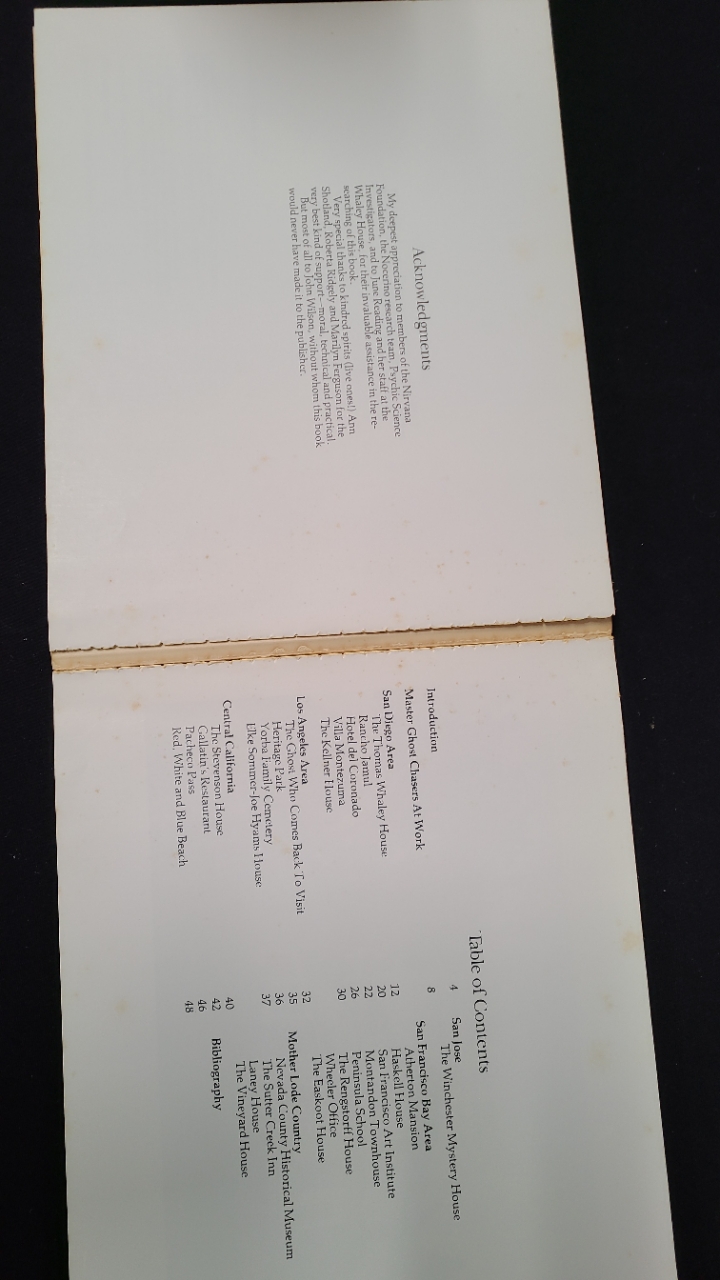 Acknowledgments
My deepest appreciation to members of the Nirvana
Foundation, the Nocerino research team, Psychic Science
Investigators, and to June Reading and her staff at the
Whaley House, for their invaluable assistance in the re-
searching of this book.
Very special thanks to kindred spirits (live ones!) Ann
Shotland, Roberta Ridgely and Marilyn Ferguson for the
very best kind of support—moral, technical and practical.
But most of all to John Wilson, without whom this book
would never have made it to the publisher.
Table of Contents
Introduction 4
Master Ghost Chasers At Work 8
San Diego Area
The Thomas Whaley House 12
Rancho Jamul 20
Hotel del Coronado 22
Villa Montezuma 26
The Kellner House 30
Los Angeles Area
The Ghost Who Comes Back To Visit 32
Heritage Park 35
Yorba Family Cemetery 36
Elke Sommer-Joe Hyams House 37
Central California
The Stevenson House 40
Gallatin's Restaurant 42
Pacheco Pass 46
Red, White and Blue Beach 48
San Jose
The Winchester Mystery House
San Francisco Bay Area
Atherton Mansion
Haskell House
San Francisco Art Institute
Montandon Townhouse
Peninsula School
The Rengstorff House
Wheeler Office
The Easkoot House
Mother Lode Country
Nevada County Historical Museum
The Sutter Creek Inn
Laney House
The Vineyard House
Bibliography